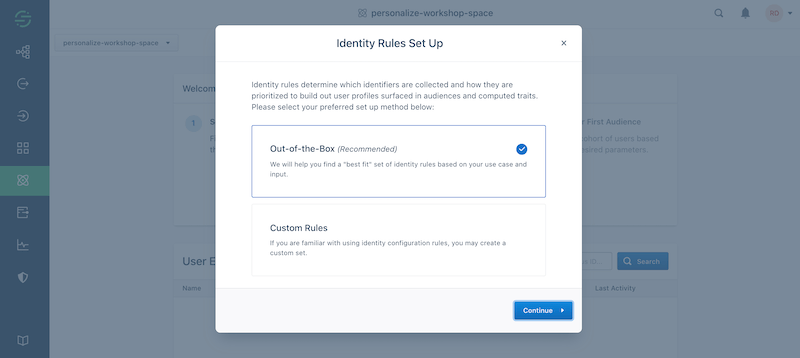 personalize-workshop-space
RD
personalize-workshop-space
Identity Rules Set Up
Welcom
Identity rules determine which identifiers are collected and how they are
prioritized to build out user profiles surfaced in audiences and computed traits.
Please select your preferred set up method below:
1
First Audience
hort of users based
ired parameters.
Out-of-the-Box (Recommended)
We will help you find a "best fit" set of identity rules based on your use case and
input.
Custom Rules
If you are familiar with using identity configuration rules, you may create a
custom set.
User E
Search
Name
Last Activity
Continue